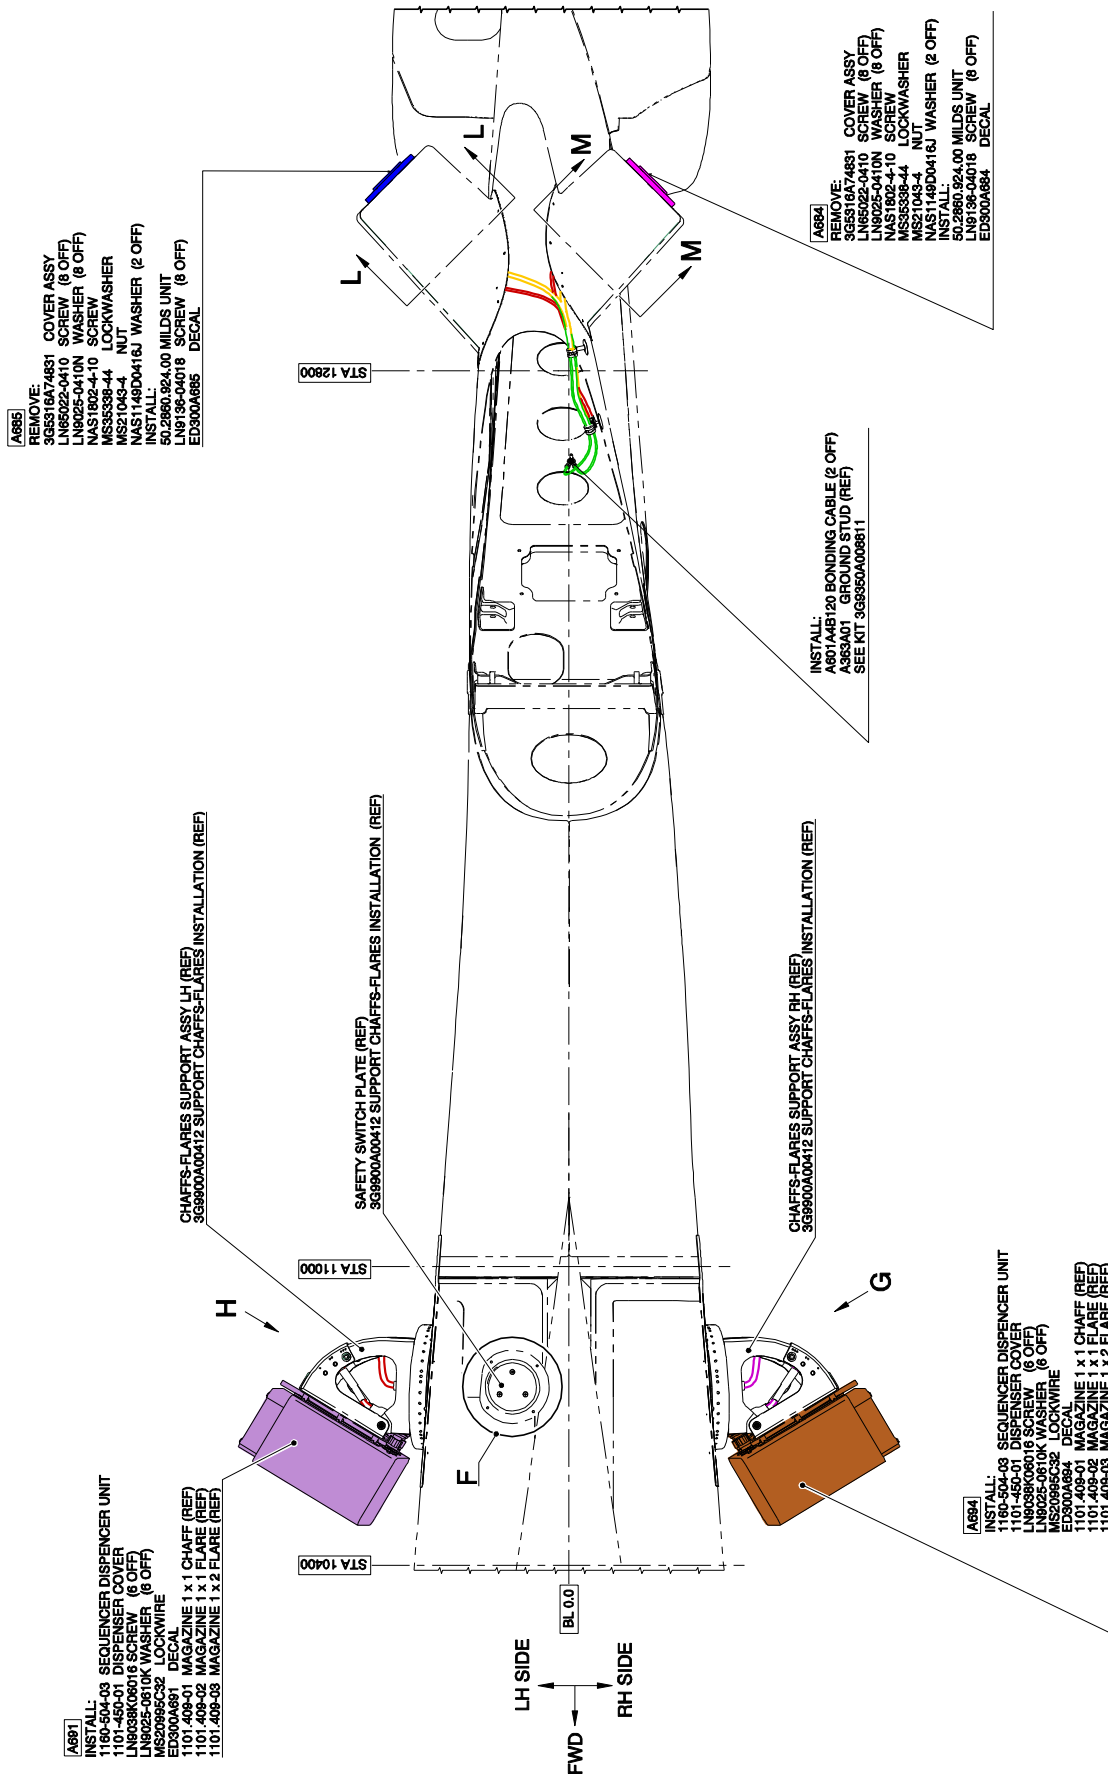 A685
REMOVE:
3G5316A74831 COVER ASSY
LN65022-0410 SCREW (8 OFF)
LN9025-0410N WASHER (8 OFF)
NAS1802-4-10 SCREW
MS35338-44 LOCKWASHER
MS21043-4 NUT
NAS1149D0416J WASHER (2 OFF)
INSTALL:
50.2860.924.00 MILDS UNIT
LN9136-04018 SCREW (8 OFF)
ED300A685 DECAL
L
L
M
M
A684
REMOVE:
3G5316A74831 COVER ASSY
LN65022-0410 SCREW (8 OFF)
LN9025-0410N WASHER (8 OFF)
NAS1802-4-10 SCREW
MS35338-44 LOCKWASHER
MS21043-4 NUT
NAS1149D0416J WASHER (2 OFF)
INSTALL:
50.2860.924.00 MILDS UNIT
LN9136-04018 SCREW (8 OFF)
ED300A684 DECAL
STA 12800
INSTALL:
A601A4B120 BONDING CABLE (2 OFF)
A363A01 GROUND STUD (REF)
SEE KIT 3G9350A008811
CHAFFS-FLARES SUPPORT ASSY LH (REF)
3G9900A00412 SUPPORT CHAFFS-FLARES INSTALLATION (REF)
SAFETY SWITCH PLATE (REF)
3G9900A00412 SUPPORT CHAFFS-FLARES INSTALLATION (REF)
CHAFFS-FLARES SUPPORT ASSY RH (REF)
3G9900A00412 SUPPORT CHAFFS-FLARES INSTALLATION (REF)
STA 11000
H
G
F
A691
INSTALL:
1160-504-03 SEQUENCER DISPENCER UNIT
1101-450-01 DISPENSER COVER
LN9038K06016 SCREW (6 OFF)
LN9025-0610K WASHER (6 OFF)
MS20995C32 LOCKWIRE
ED300A691 DECAL
1101.409-01 MAGAZINE 1 x 1 CHAFF (REF)
1101.409-02 MAGAZINE 1 x 1 FLARE (REF)
1101.409-03 MAGAZINE 1 x 2 FLARE (REF)
A694
INSTALL:
1160-504-03 SEQUENCER DISPENCER UNIT
1101-450-01 DISPENSER COVER
LN9038K06016 SCREW (6 OFF)
LN9025-0610K WASHER (6 OFF)
MS20995C32 LOCKWIRE
ED300A694 DECAL
1101.409-01 MAGAZINE 1 x 1 CHAFF (REF)
1101.409-02 MAGAZINE 1 x 1 FLARE (REF)
1101.409-03 MAGAZINE 1 x 2 FLARE (REF)
STA 10400
BL 0.0
LH SIDE
RH SIDE
FWD